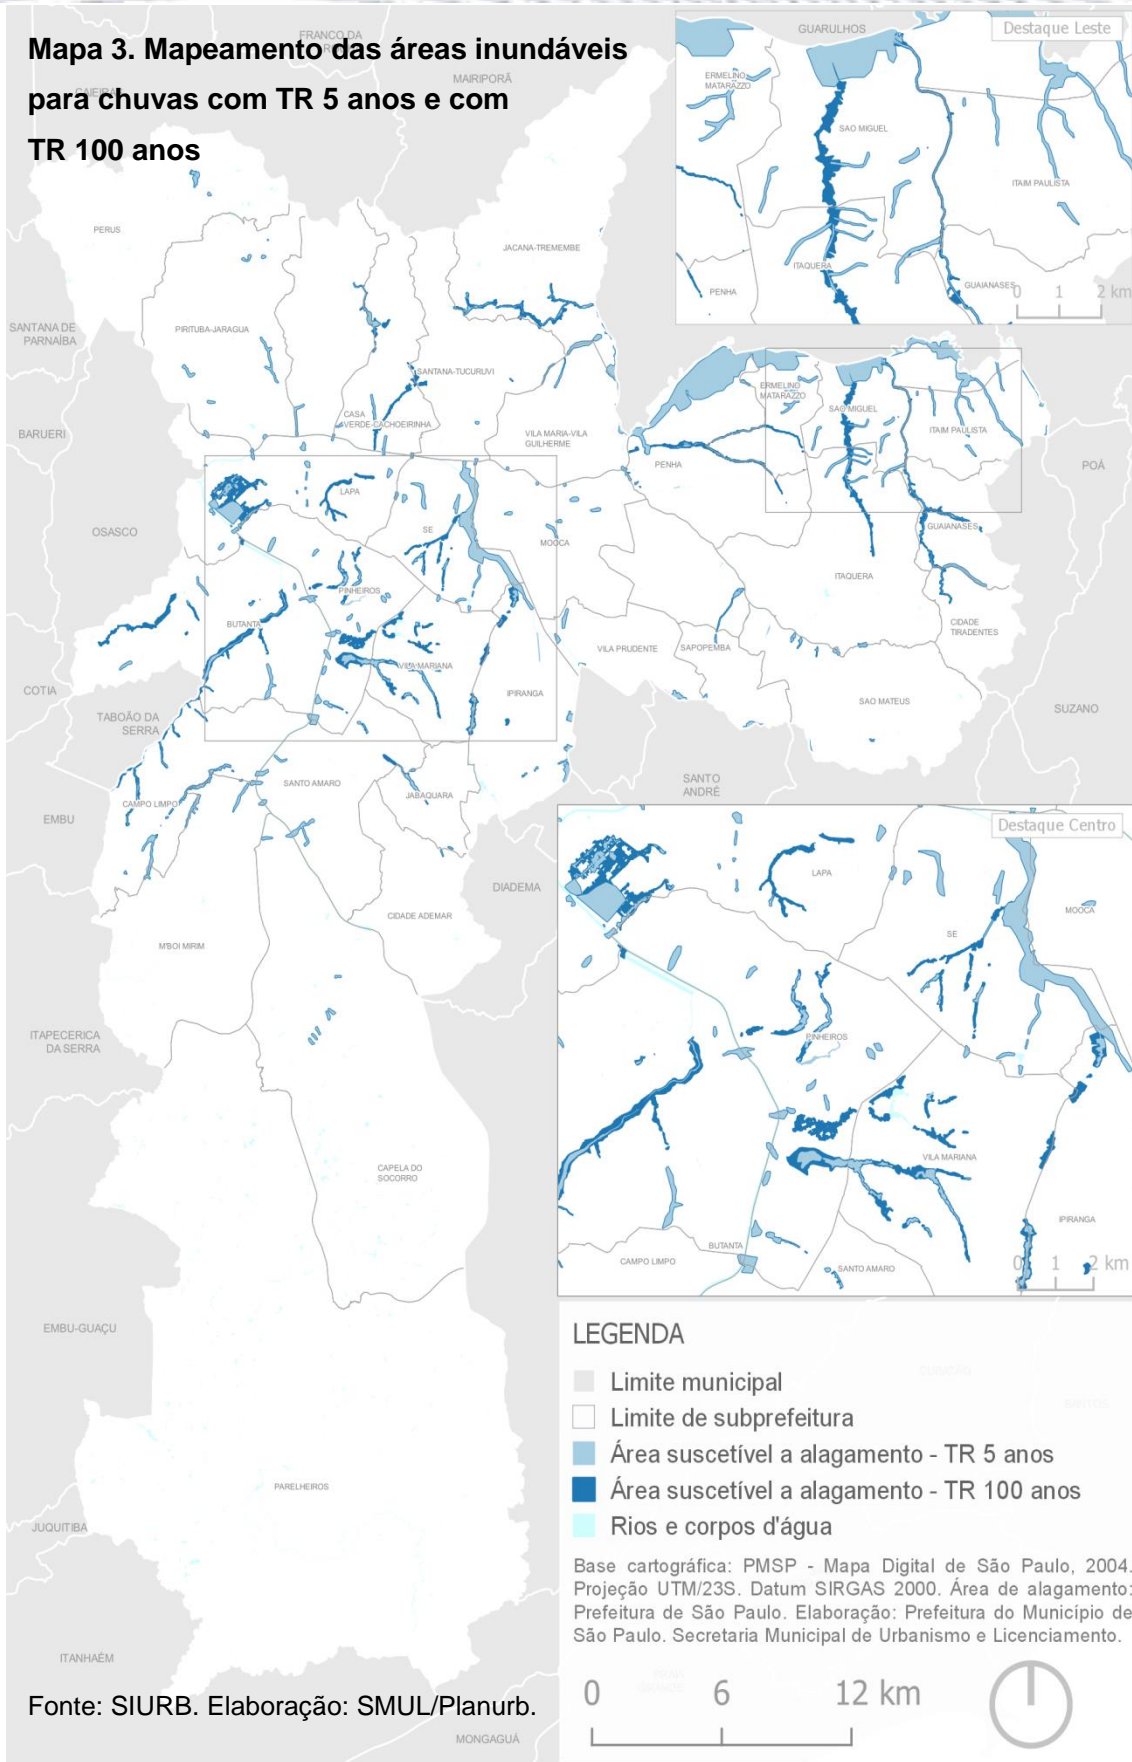 Mapa 3. Mapeamento das áreas inundáveis
para chuvas com TR 5 anos e com
TR 100 anos
FRANCO DA
MAIRIPORÃ
CAIEIRAS
PERUS
JACANA-TREMEMBE
PIRITUBA-JARAGUA
SANTANA DE
PARNAÍBA
SANTANA-TUCURUVI
CASA
VERDE-CACHOEIRINHA
VILA MARIA-VILA
GUILHERME
BARUERI
ERMELINO
MATARAZZO
SAO MIGUEL
ITAIM PAULISTA
PENHA
POÁ
LAPA
OSASCO
SE
MOOCA
GUAIANASES
ITAQUERA
PINHEIROS
BUTANTA
CIDADE
TIRADENTES
VILA PRUDENTE
SAPOPEMBA
VILA MARIANA
IPIRANGA
COTIA
SAO MATEUS
SUZANO
TABOÃO DA
SERRA
SANTO
ANDRÉ
SANTO AMARO
CAMPO LIMPO
JABAQUARA
EMBU
DIADEMA
CIDADE ADEMAR
M'BOI MIRIM
ITAPECERICA
DA SERRA
CAPELA DO
SOCORRO
EMBU-GUAÇU
PARELHEIROS
JUQUITIBA
ITANHAÉM
MONGAGUÁ
Fonte: SIURB. Elaboração: SMUL/Planurb.
Destaque Leste
GUARULHOS
ERMELINO
MATARAZZO
SAO MIGUEL
ITAIM PAULISTA
ITAQUERA
PENHA
GUAIANASES
0 1 2 km
Destaque Centro
LAPA
MOOCA
SE
PINHEIROS
VILA MARIANA
IPIRANGA
BUTANTA
CAMPO LIMPO
SANTO AMARO
0 1 2 km
LEGENDA
Limite municipal
Limite de subprefeitura
Área suscetível a alagamento - TR 5 anos
Área suscetível a alagamento - TR 100 anos
Rios e corpos d'água
Base cartográfica: PMSP - Mapa Digital de São Paulo, 2004.
Projeção UTM/23S. Datum SIRGAS 2000. Área de alagamento:
Prefeitura de São Paulo. Elaboração: Prefeitura do Município de
São Paulo. Secretaria Municipal de Urbanismo e Licenciamento.
0 6 12 km